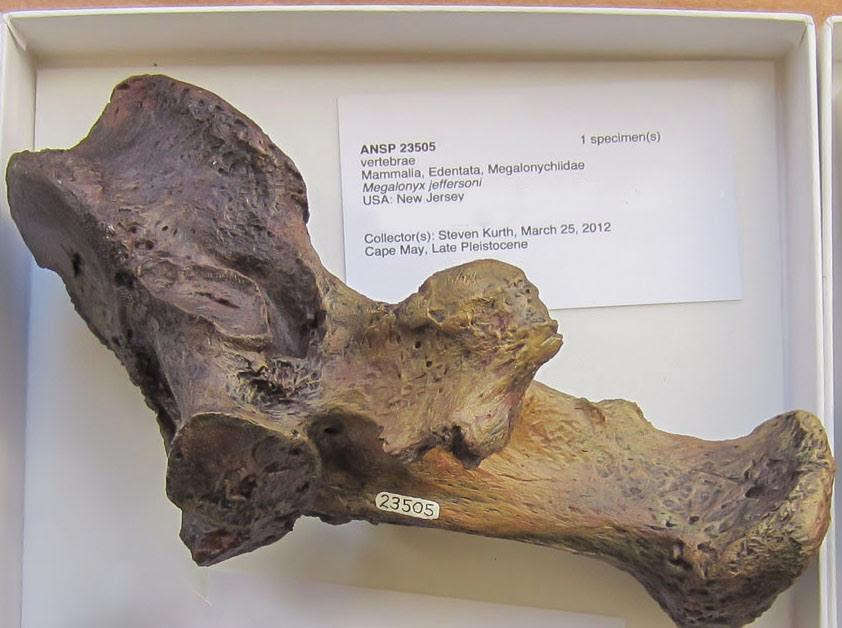 ANSP 23505 1 specimen(s)
vertebrae
Mammalia, Edentata, Megalonychiidae
Megalonyx jeffersoni
USA: New Jersey
Collector(s): Steven Kurth, March 25, 2012
Cape May, Late Pleistocene
23505